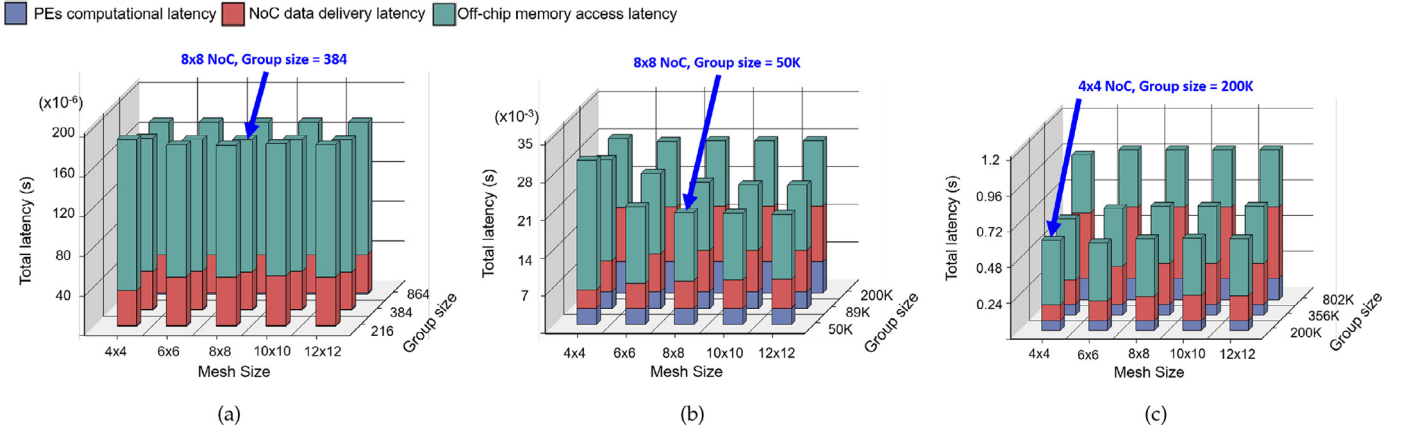 PEs computational latency NoC data delivery latency Off-chip memory access latency
8x8 NoC, Group size = 384
(x10-6)
200
160
120
80
40
Total latency (s)
4x4 6x6 8x8 10x10 12x12
Mesh Size
864
384
216
Group size
(a)
8x8 NoC, Group size = 50K
(x10-3)
35
28
21
14
7
Total latency (s)
4x4 6x6 8x8 10x10 12x12
Mesh Size
200K
89K
50K
Group size
(b)
4x4 NoC, Group size = 200K
1.2
0.96
0.72
0.48
0.24
Total latency (s)
4x4 6x6 8x8 10x10 12x12
Mesh Size
802K
356K
200K
Group size
(c)